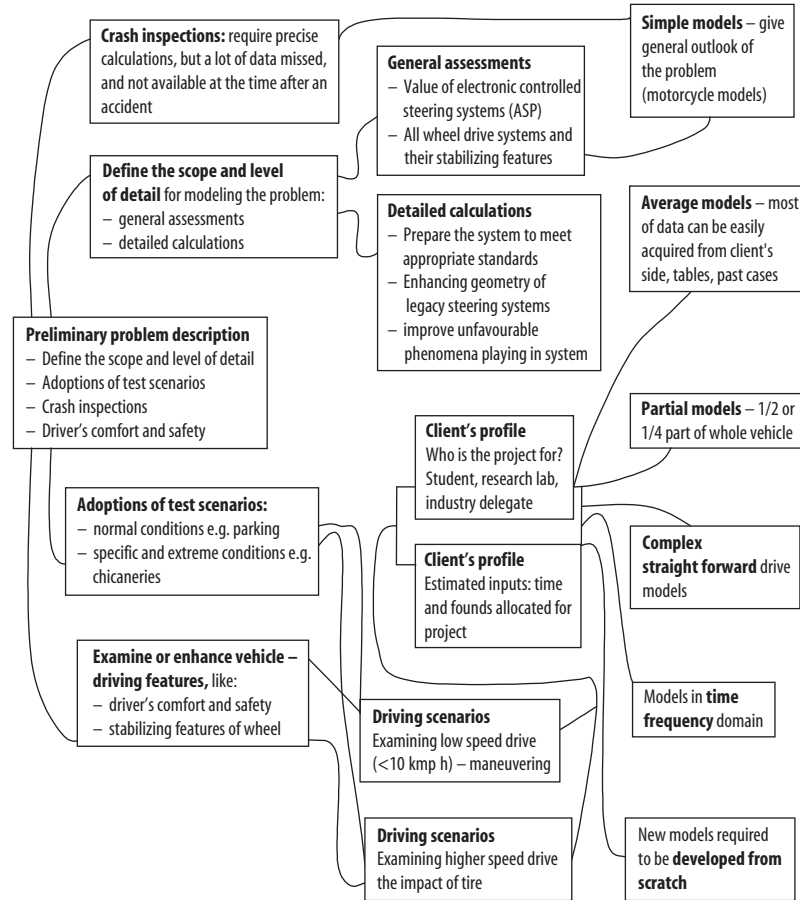 Crash inspections: require precise
calculations, but a lot of data missed,
and not available at the time after an
accident
General assessments
– Value of electronic controlled
steering systems (ASP)
– All wheel drive systems and
their stabilizing features
Simple models – give
general outlook of
the problem
(motorcycle models)
Define the scope and level
of detail for modeling the problem:
– general assessments
– detailed calculations
Detailed calculations
– Prepare the system to meet
appropriate standards
– Enhancing geometry of
legacy steering systems
– improve unfavourable
phenomena playing in system
Average models – most
of data can be easily
acquired from client's
side, tables, past cases
Preliminary problem description
– Define the scope and level of detail
– Adoptions of test scenarios
– Crash inspections
– Driver's comfort and safety
Client's profile
Who is the project for?
Student, research lab,
industry delegate
Partial models – 1/2 or
1/4 part of whole vehicle
Adoptions of test scenarios:
– normal conditions e.g. parking
– specific and extreme conditions e.g.
chicaneries
Client's profile
Estimated inputs: time
and founds allocated for
project
Complex
straight forward drive
models
Examine or enhance vehicle –
driving features, like:
– driver's comfort and safety
– stabilizing features of wheel
Driving scenarios
Examining low speed drive
(<10 kmp h) – maneuvering
Models in time
frequency domain
Driving scenarios
Examining higher speed drive
the impact of tire
New models required
to be developed from
scratch